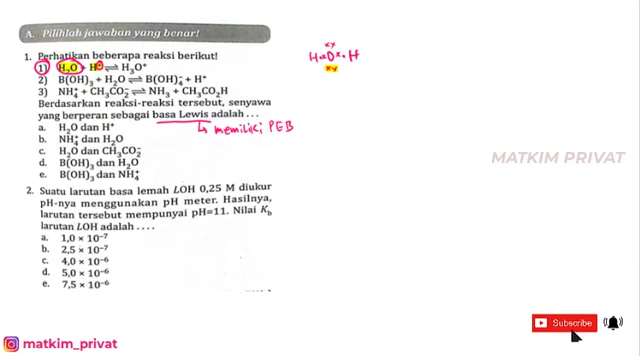 A. Pilihlah jawaban yang benar!
1. Perhatikan beberapa reaksi berikut!
1) H₂O + H⁺ ⇌ H₃O⁺
2) B(OH)₃ + H₂O ⇌ B(OH)₄⁻ + H⁺
3) NH₄⁺ + CH₃CO₂⁻ ⇌ NH₃ + CH₃CO₂H
Berdasarkan reaksi-reaksi tersebut, senyawa
yang berperan sebagai basa Lewis adalah . . .
↳ memiliki PEB
a. H₂O dan H⁺
b. NH₄⁺ dan H₂O
c. H₂O dan CH₃CO₂⁻
d. B(OH)₃ dan H₂O
e. B(OH)₃ dan NH₄⁺
2. Suatu larutan basa lemah LOH 0,25 M diukur
pH-nya menggunakan pH meter. Hasilnya,
larutan tersebut mempunyai pH=11. Nilai K_b
larutan LOH adalah . . . .
a. 1,0 × 10⁻⁷
b. 2,5 × 10⁻⁷
c. 4,0 × 10⁻⁶
d. 5,0 × 10⁻⁶
e. 7,5 × 10⁻⁶
H O H
MATKIM PRIVAT
matkim_privat
Subscribe